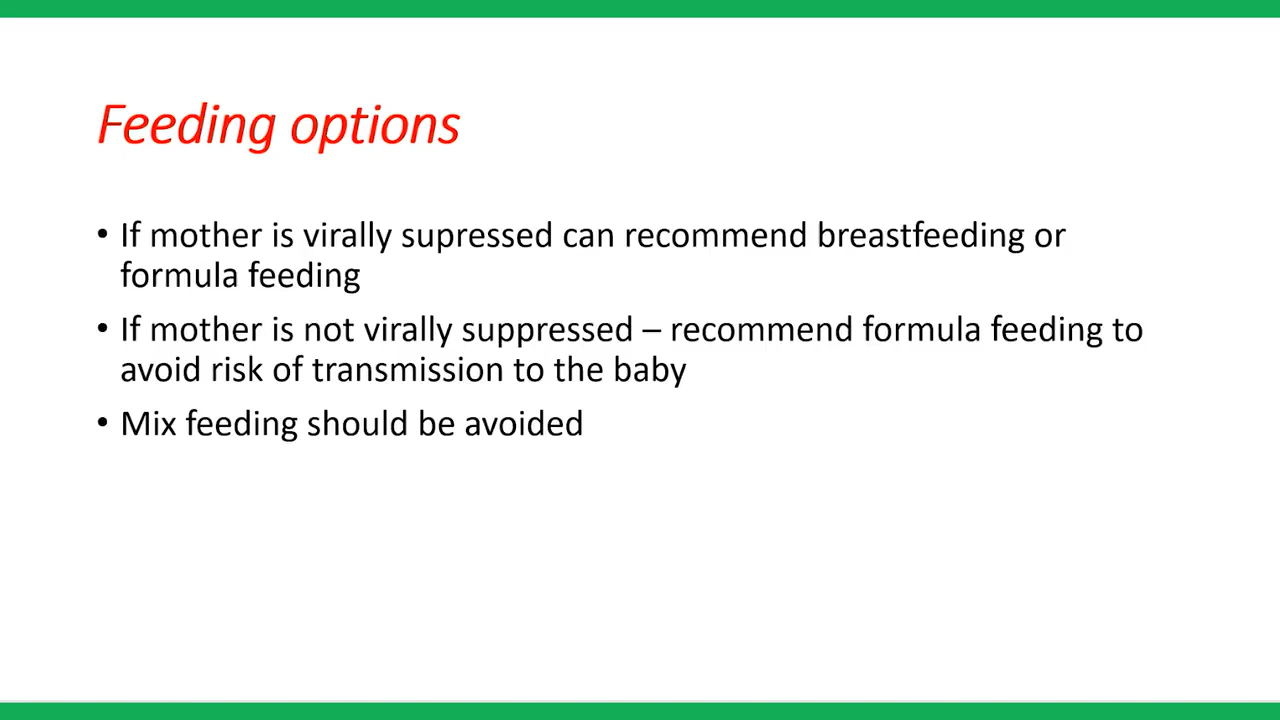 Feeding options
• If mother is virally supressed can recommend breastfeeding or
formula feeding
• If mother is not virally suppressed – recommend formula feeding to
avoid risk of transmission to the baby
• Mix feeding should be avoided